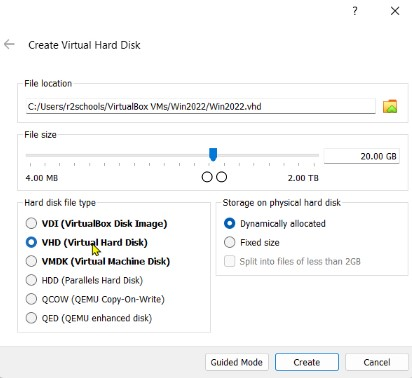 ?
Create Virtual Hard Disk
File location
C:/Users/r2schools/VirtualBox VMs/Win2022/Win2022.vhd
File size
20.00 GB
4.00 MB
2.00 TB
Hard disk file type
VDI (VirtualBox Disk Image)
VHD (Virtual Hard Disk)
VMDK (Virtual Machine Disk)
HDD (Parallels Hard Disk)
QCOW (QEMU Copy-On-Write)
QED (QEMU enhanced disk)
Storage on physical hard disk
Dynamically allocated
Fixed size
Split into files of less than 2GB
Guided Mode
Create
Cancel